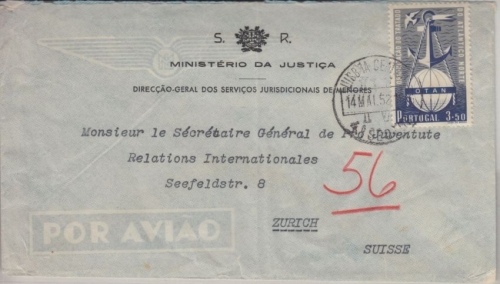 S. R.
MINISTÉRIO DA JUSTIÇA
DIRECÇÃO-GERAL DOS SERVIÇOS JURISDICIONAIS DE MENORES
14 MAI. 52
OTAN
PORTUGAL 3$50
Monsieur le Sécrétaire Général de Pro Juventute
Relations Internationales
Seefeldstr. 8
56
POR AVIÃO
ZURICH
SUISSE